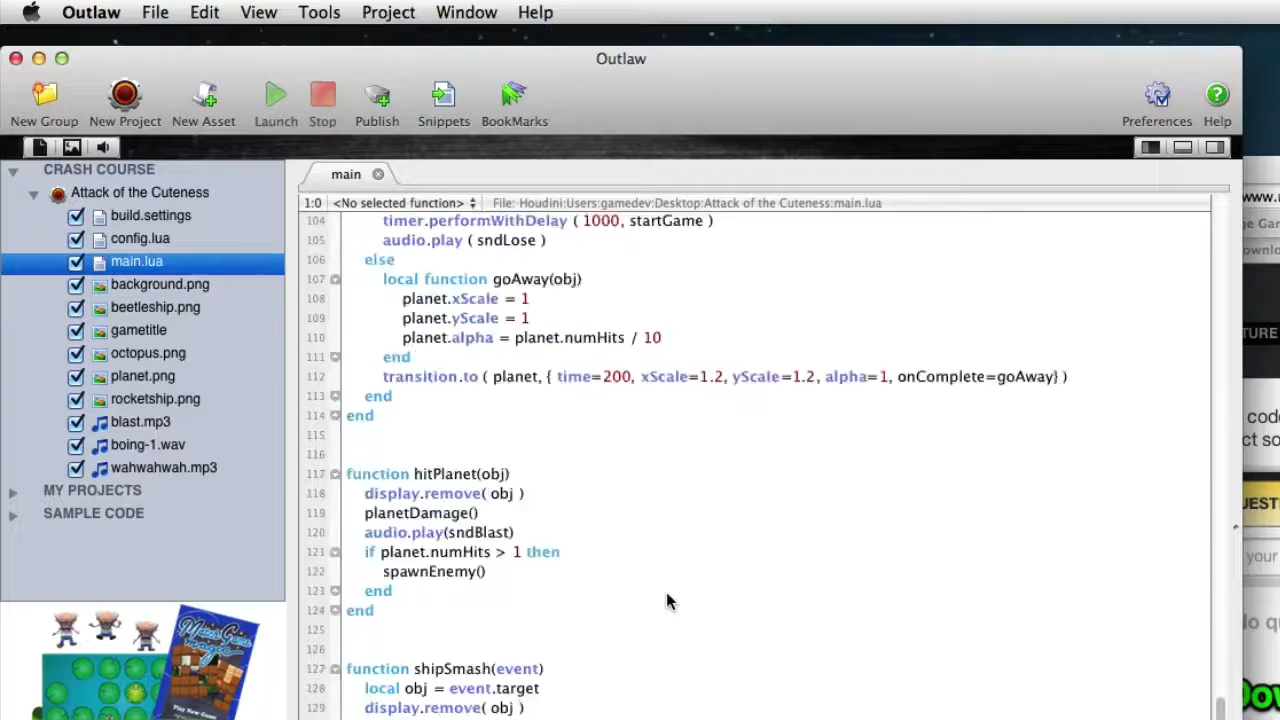 Outlaw File Edit View Tools Project Window Help
Outlaw
New Group New Project New Asset Launch Stop Publish Snippets BookMarks Preferences Help
CRASH COURSE
Attack of the Cuteness
build.settings
config.lua
main.lua
background.png
beetleship.png
gametitle
octopus.png
planet.png
rocketship.png
blast.mp3
boing-1.wav
wahwahwah.mp3
MY PROJECTS
SAMPLE CODE
main
1:0 <No selected function> File: Houdini:Users:gamedev:Desktop:Attack of the Cuteness:main.lua
104 timer.performWithDelay ( 1000, startGame )
105 audio.play ( sndLose )
106 else
107 local function goAway(obj)
108 planet.xScale = 1
109 planet.yScale = 1
110 planet.alpha = planet.numHits / 10
111 end
112 transition.to ( planet, { time=200, xScale=1.2, yScale=1.2, alpha=1, onComplete=goAway} )
113 end
114 end
115
116
117 function hitPlanet(obj)
118 display.remove( obj )
119 planetDamage()
120 audio.play(sndBlast)
121 if planet.numHits > 1 then
122 spawnEnemy()
123 end
124 end
125
126
127 function shipSmash(event)
128 local obj = event.target
129 display.remove( obj )
www.
code
your
Play New Game